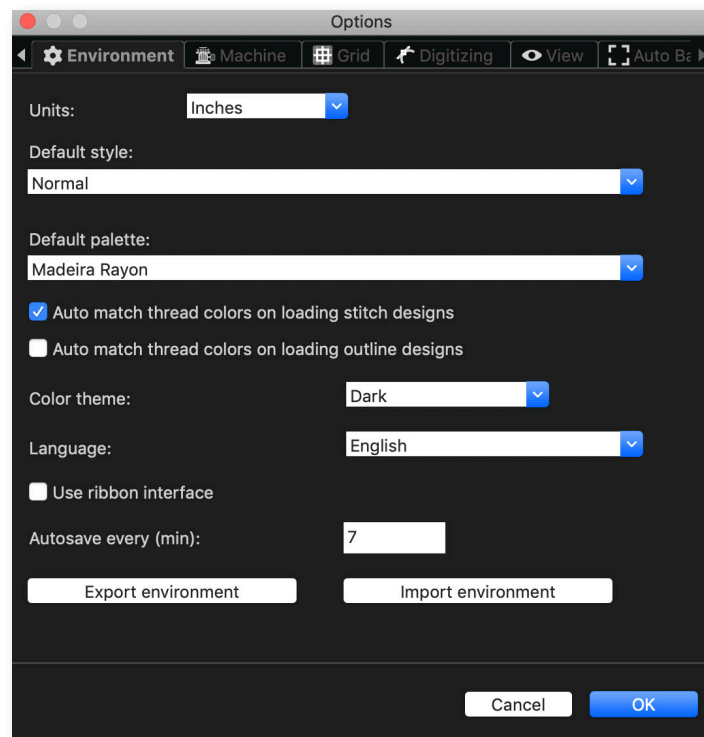 Options
Environment Machine Grid Digitizing View Auto Ba
Units: Inches
Default style:
Normal
Default palette:
Madeira Rayon
Auto match thread colors on loading stitch designs
Auto match thread colors on loading outline designs
Color theme: Dark
Language: English
Use ribbon interface
Autosave every (min): 7
Export environment Import environment
Cancel OK